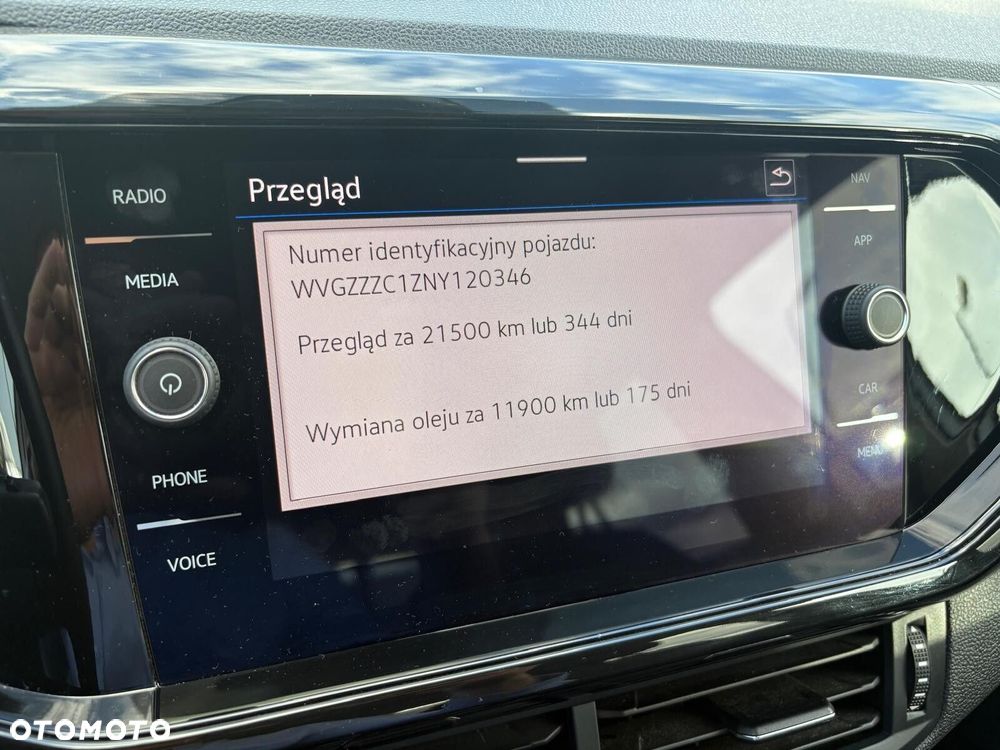 RADIO
MEDIA
PHONE
VOICE
Przegląd
Numer identyfikacyjny pojazdu:
WVGZZZC1ZNY120346
Przegląd za 21500 km lub 344 dni
Wymiana oleju za 11900 km lub 175 dni
NAV
APP
CAR
MENU
OTOMOTO